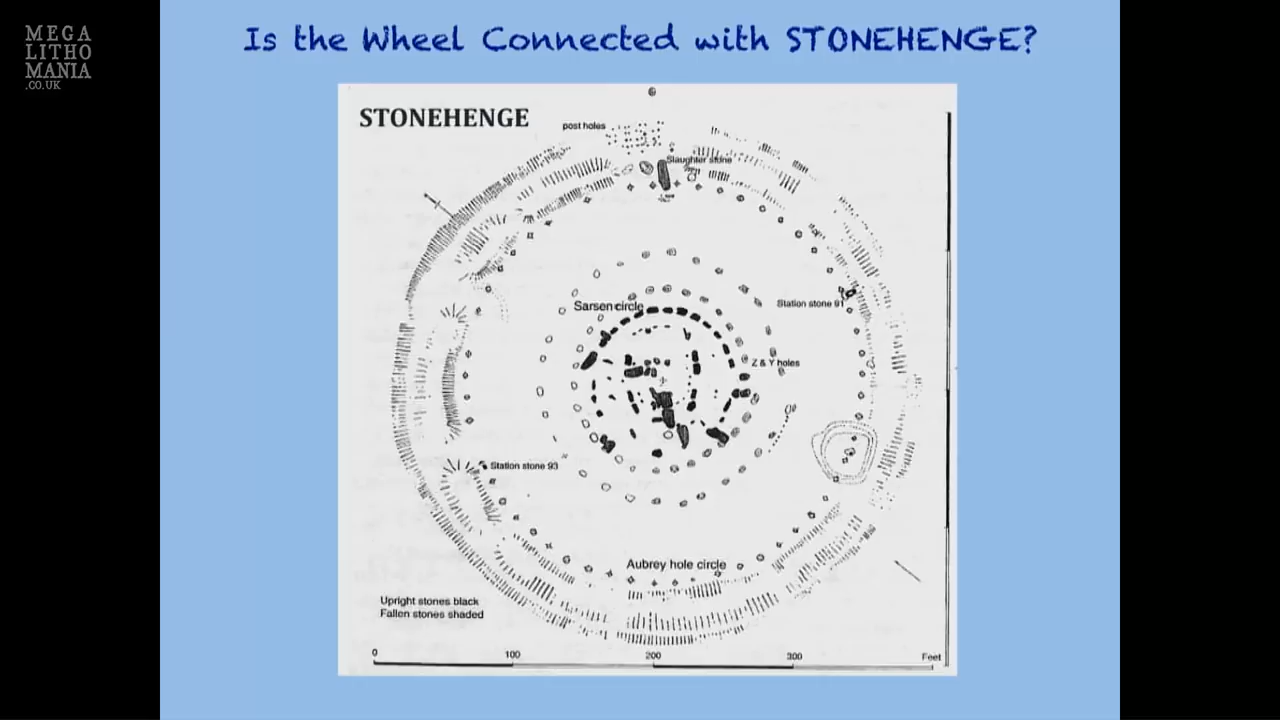 MEGA
LITHO
MANIA
.CO.UK
Is the Wheel Connected with STONEHENGE?
STONEHENGE
post holes
Slaughter stone
Station stone 91
Sarsen circle
Z & Y holes
Station stone 93
Aubrey hole circle
Upright stones black
Fallen stones shaded
0 100 200 300 Feet